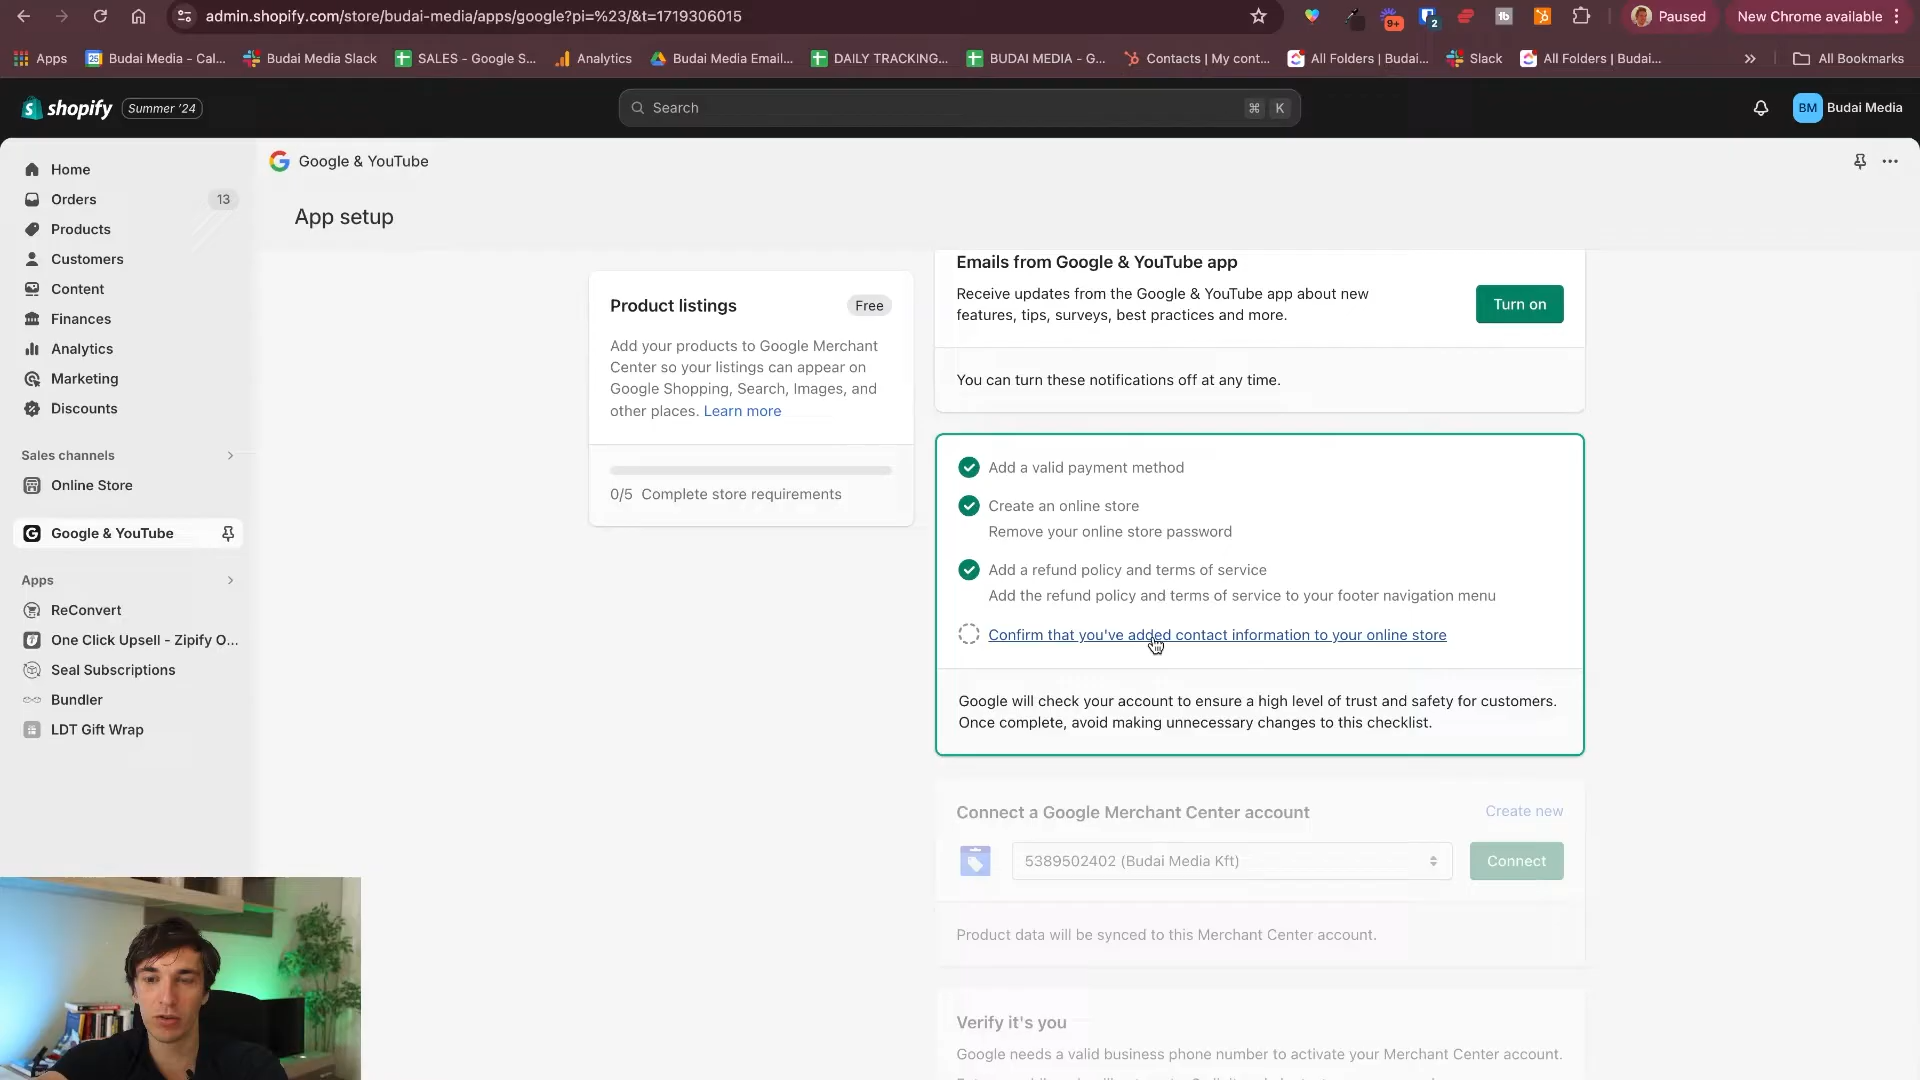 admin.shopify.com/store/budai-media/apps/google?pi=%23/&t=1719306015
9+
2
tb
Paused
New Chrome available
Apps
Budai Media - Cal...
Budai Media Slack
SALES - Google S...
Analytics
Budai Media Email...
DAILY TRACKING...
BUDAI MEDIA - G...
Contacts | My cont...
All Folders | Budai...
Slack
All Folders | Budai...
All Bookmarks
shopify
Summer '24
Search
⌘ K
BM
Budai Media
Home
Orders
13
Products
Customers
Content
Finances
Analytics
Marketing
Discounts
Sales channels
Online Store
Google & YouTube
Apps
ReConvert
One Click Upsell - Zipify O...
Seal Subscriptions
Bundler
LDT Gift Wrap
Google & YouTube
App setup
Product listings
Free
Add your products to Google Merchant
Center so your listings can appear on
Google Shopping, Search, Images, and
other places. Learn more
0/5 Complete store requirements
Emails from Google & YouTube app
Receive updates from the Google & YouTube app about new
features, tips, surveys, best practices and more.
Turn on
You can turn these notifications off at any time.
Add a valid payment method
Create an online store
Remove your online store password
Add a refund policy and terms of service
Add the refund policy and terms of service to your footer navigation menu
Confirm that you've added contact information to your online store
Google will check your account to ensure a high level of trust and safety for customers.
Once complete, avoid making unnecessary changes to this checklist.
Connect a Google Merchant Center account
Create new
5389502402 (Budai Media Kft)
Connect
Product data will be synced to this Merchant Center account.
Verify it's you
Google needs a valid business phone number to activate your Merchant Center account.